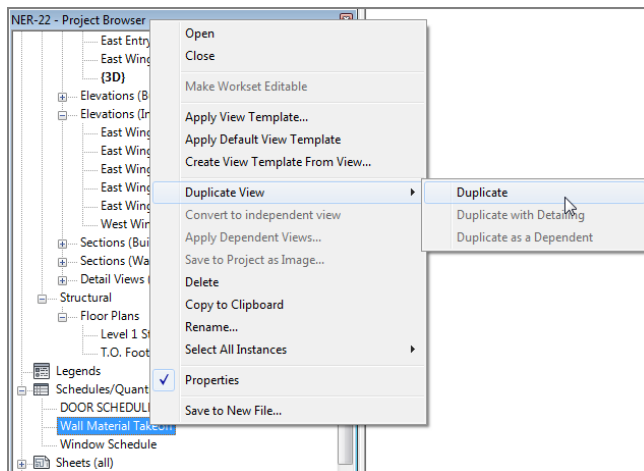 NER-22 - Project Browser
East Entry
East Wing
{3D}
Elevations (B
Elevations (In
East Wing
East Wing
East Wing
East Wing
West Win
Sections (Buil
Sections (Wa
Detail Views (
Structural
Floor Plans
Level 1 St
T.O. Foot
Legends
Schedules/Quant
DOOR SCHEDUL
Wall Material Takeoff
Window Schedule
Sheets (all)
Open
Close
Make Workset Editable
Apply View Template...
Apply Default View Template
Create View Template From View...
Duplicate View
Convert to independent view
Apply Dependent Views...
Save to Project as Image...
Delete
Copy to Clipboard
Rename...
Select All Instances
Properties
Save to New File...
Duplicate
Duplicate with Detailing
Duplicate as a Dependent